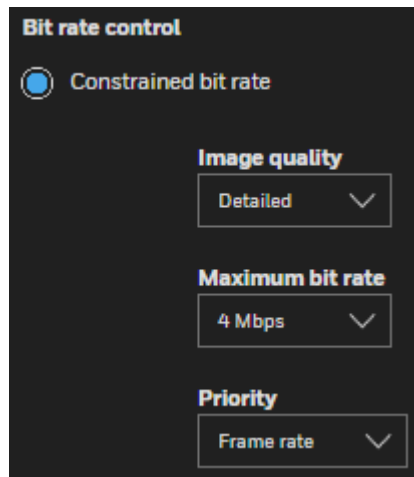 Bit rate control
Constrained bit rate
Image quality
Detailed
Maximum bit rate
4 Mbps
Priority
Frame rate